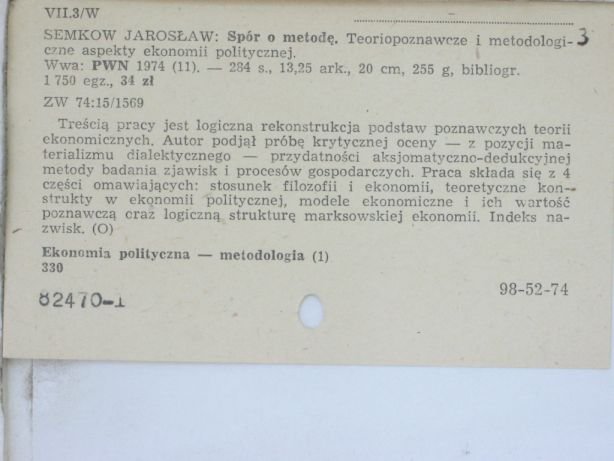 VII.3/W
SEMKOW JAROSŁAW: Spór o metodę. Teoriopoznawcze i metodologi- 3
czne aspekty ekonomii politycznej.
Wwa: PWN 1974 (11). — 284 s., 13,25 ark., 20 cm, 255 g, bibliogr.
1 750 egz., 34 zł
ZW 74:15/1569
Treścią pracy jest logiczna rekonstrukcja podstaw poznawczych teorii
ekonomicznych. Autor podjął próbę krytycznej oceny — z pozycji ma-
terializmu dialektycznego — przydatności aksjomatyczno-dedukcyjnej
metody badania zjawisk i procesów gospodarczych. Praca składa się z 4
części omawiających: stosunek filozofii i ekonomii, teoretyczne kon-
strukty w ekonomii politycznej, modele ekonomiczne i ich wartość
poznawczą oraz logiczną strukturę marksowskiej ekonomii. Indeks na-
zwisk. (O)
Ekonomia polityczna — metodologia (1)
330
98-52-74
82470-1